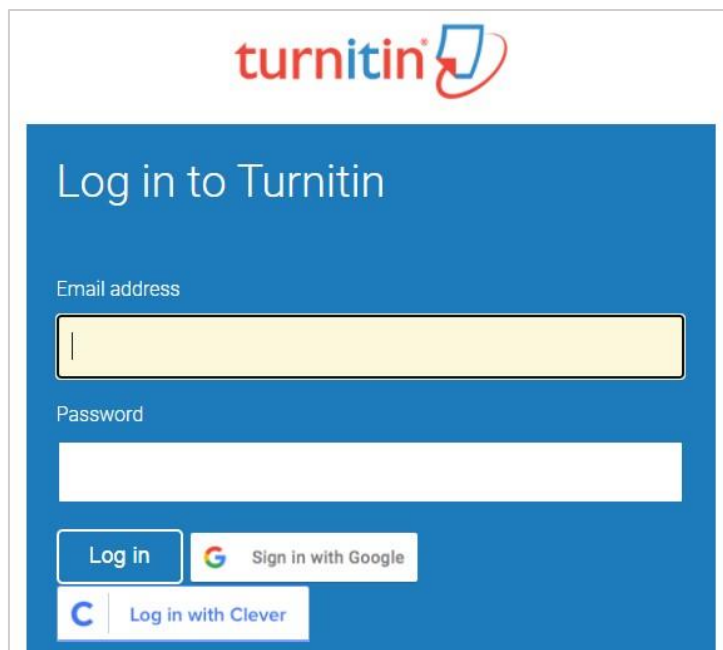 turnitin®
Log in to Turnitin
Email address
Password
Log in
Sign in with Google
C Log in with Clever